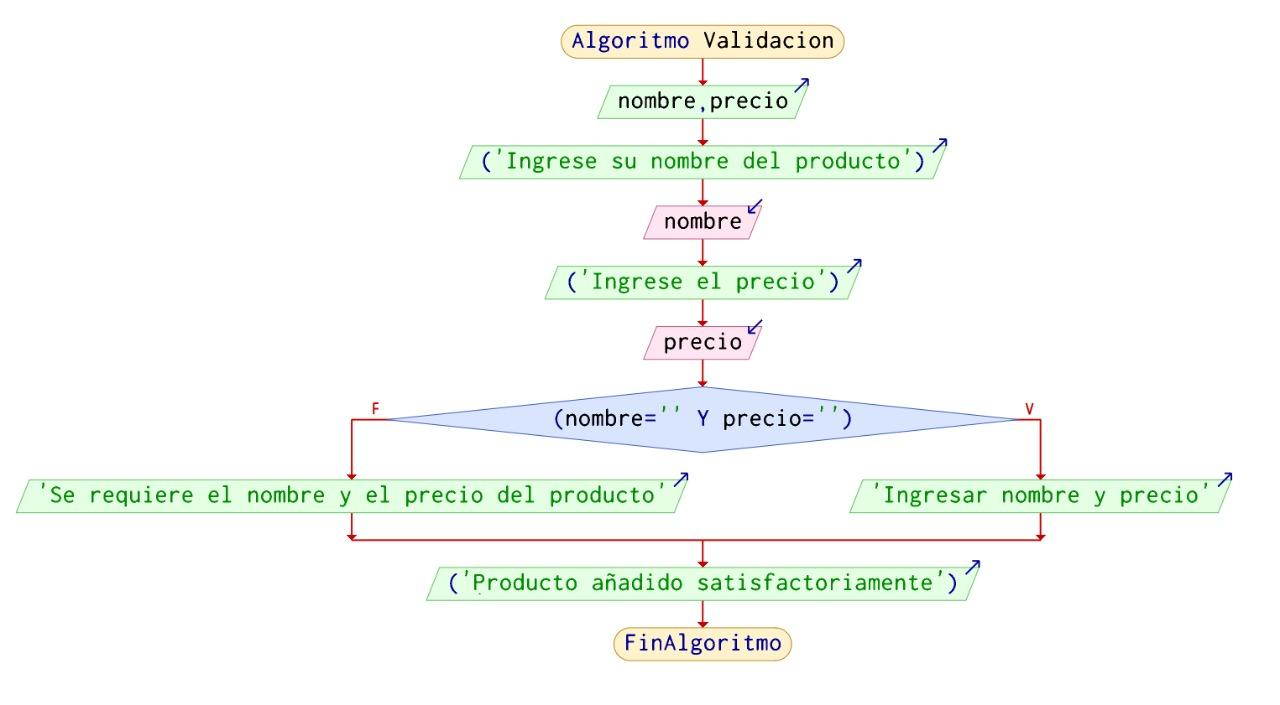 Algoritmo Validacion
nombre,precio
('Ingrese su nombre del producto')
nombre
('Ingrese el precio')
precio
F
V
(nombre='' Y precio='')
'Se requiere el nombre y el precio del producto'
'Ingresar nombre y precio'
('Producto añadido satisfactoriamente')
FinAlgoritmo